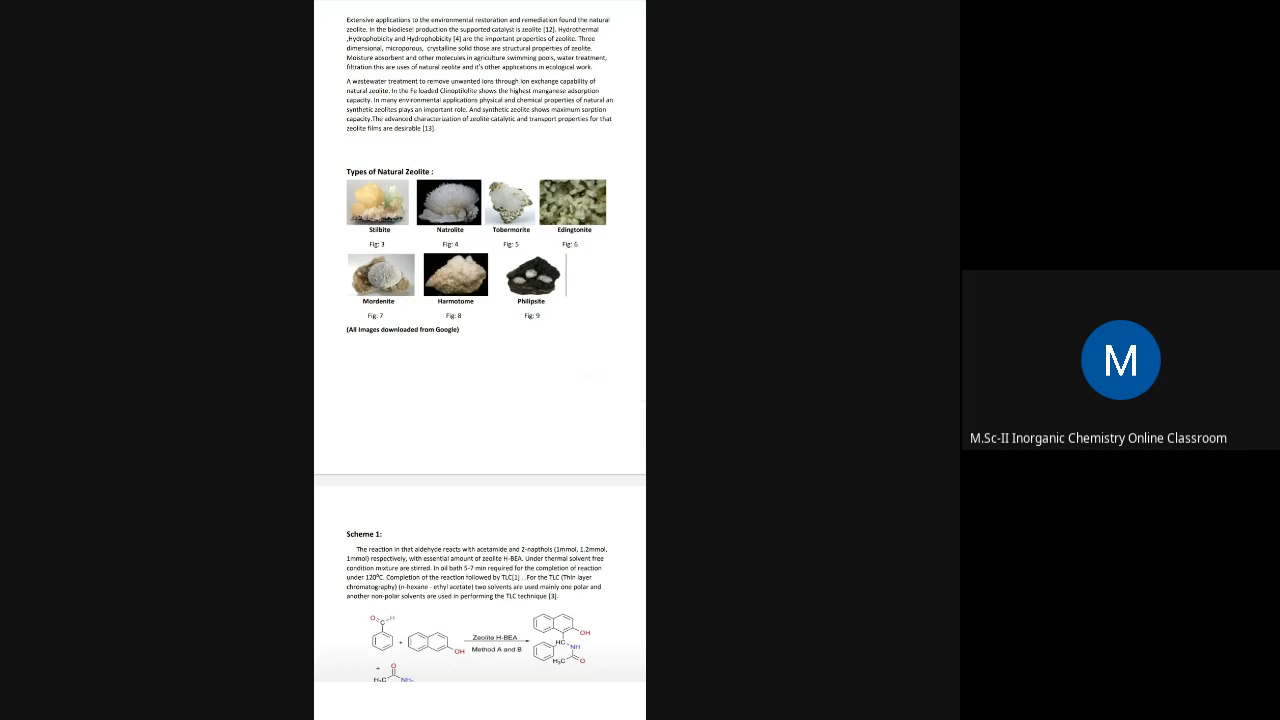 Extensive applications to the environmental restoration and remediation found the natural
zeolite. In the biodiesel production the supported catalyst is zeolite [12]. Hydrothermal
,Hydrophobicity and Hydrophobicity [4] are the important properties of zeolite. Three
dimensional, microporous, crystalline solid those are structural properties of zeolite.
Moisture absorbent and other molecules in agriculture swimming pools, water treatment,
filtration this are uses of natural zeolite and it's other applications in ecological work.
A wastewater treatment to remove unwanted ions through ion exchange capability of
natural zeolite. In the Fe loaded Clinoptilolite shows the highest manganese adsorption
capacity. In many environmental applications physical and chemical properties of natural an
synthetic zeolites plays an important role. And synthetic zeolite shows maximum sorption
capacity.The advanced characterization of zeolite catalytic and transport properties for that
zeolite films are desirable [13].
Types of Natural Zeolite :
Stilbite Natrolite Tobermorite Edingtonite
Fig: 3 Fig: 4 Fig: 5 Fig: 6
Mordenite Harmotome Philipsite
Fig: 7 Fig: 8 Fig: 9
(All Images downloaded from Google)
Scheme 1:
The reaction in that aldehyde reacts with acetamide and 2-napthols (1mmol, 1.2mmol,
1mmol) respectively, with essential amount of zeolite H-BEA. Under thermal solvent free
condition mixture are stirred. In oil bath 5-7 min required for the completion of reaction
under 120⁰C. Completion of the reaction followed by TLC[1] . .For the TLC (Thin layer
chromatography) (n-hexane - ethyl acetate) two solvents are used mainly one polar and
another non-polar solvents are used in performing the TLC technique [3].
O C H
+ OH
Zeolite H-BEA
Method A and B
OH
HC NH
H₃C O
+ O
H₃C NH₂
M
M.Sc-II Inorganic Chemistry Online Classroom